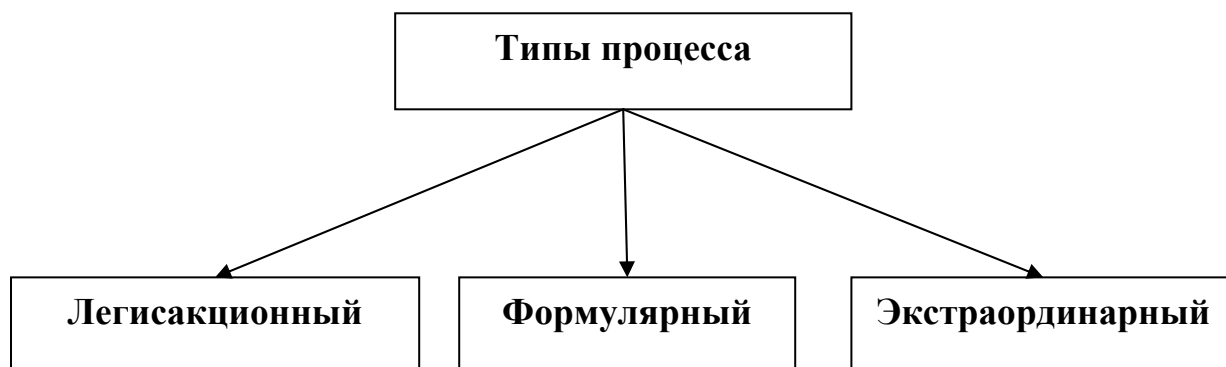 Типы процесса
Легисакционный
Формулярный
Экстраординарный